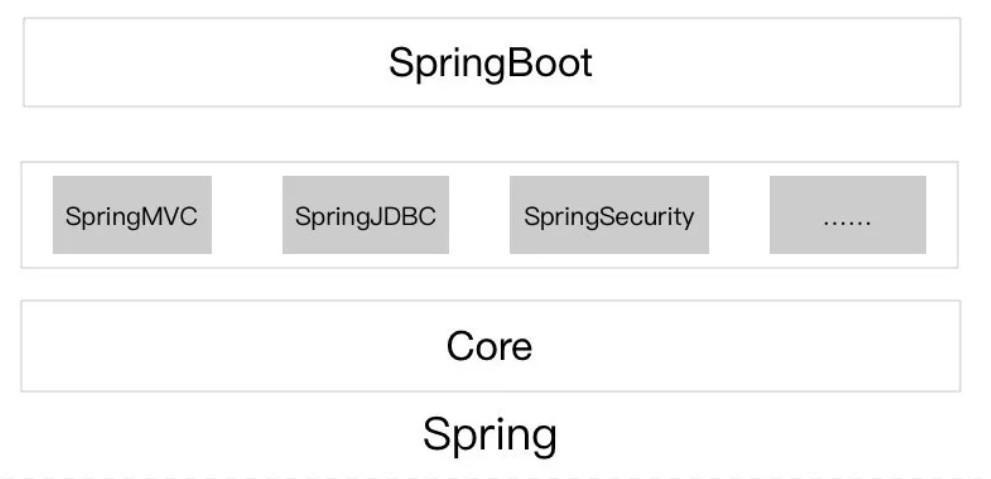 SpringBoot
SpringMVC SpringJDBC SpringSecurity ......
Core
Spring